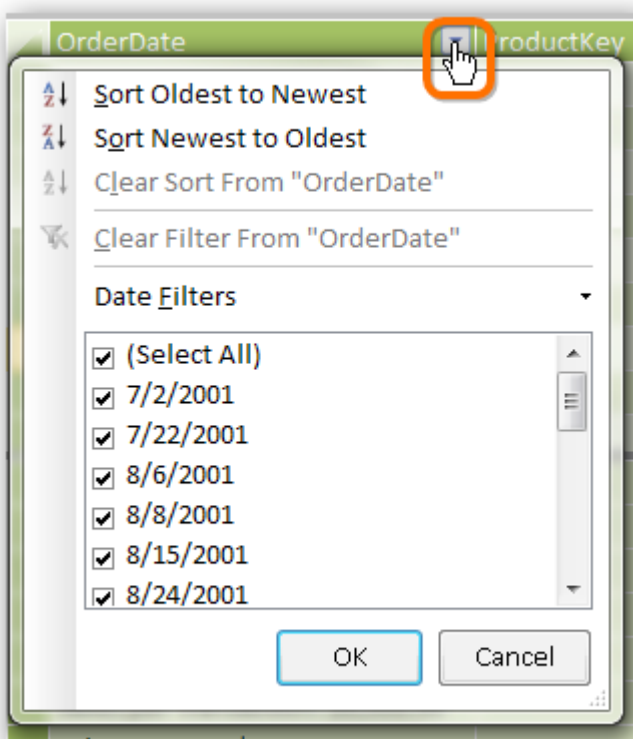 OrderDate ProductKey
Sort Oldest to Newest
Sort Newest to Oldest
Clear Sort From "OrderDate"
Clear Filter From "OrderDate"
Date Filters
(Select All)
7/2/2001
7/22/2001
8/6/2001
8/8/2001
8/15/2001
8/24/2001
OK Cancel